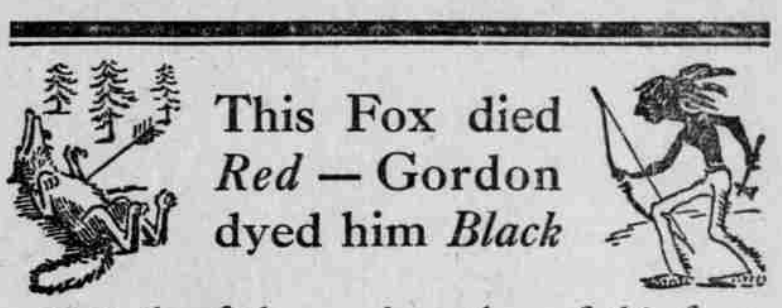 This Fox died
Red — Gordon
dyed him Black